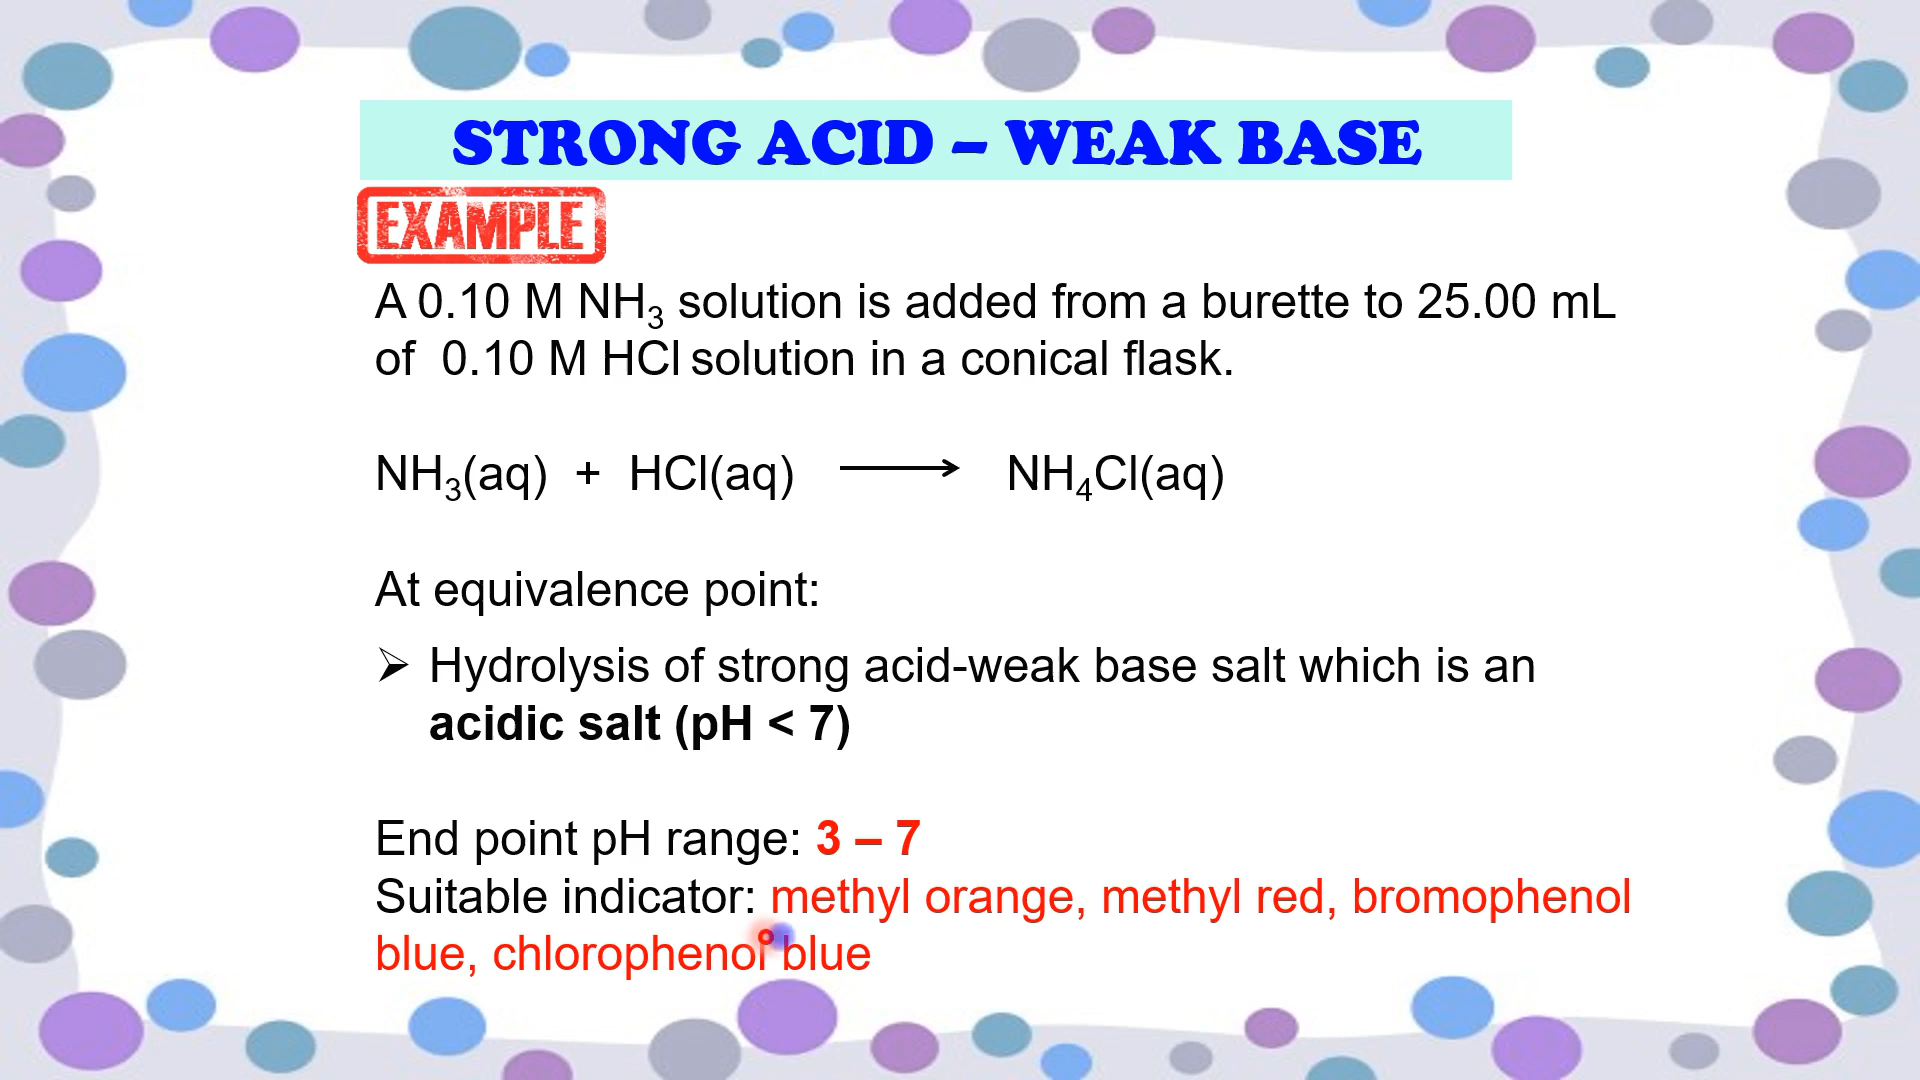 STRONG ACID – WEAK BASE
EXAMPLE
A 0.10 M NH₃ solution is added from a burette to 25.00 mL
of 0.10 M HCl solution in a conical flask.
NH₃(aq) + HCl(aq) ⟶ NH₄Cl(aq)
At equivalence point:
➢ Hydrolysis of strong acid-weak base salt which is an
acidic salt (pH < 7)
End point pH range: 3 – 7
Suitable indicator: methyl orange, methyl red, bromophenol
blue, chlorophenol blue